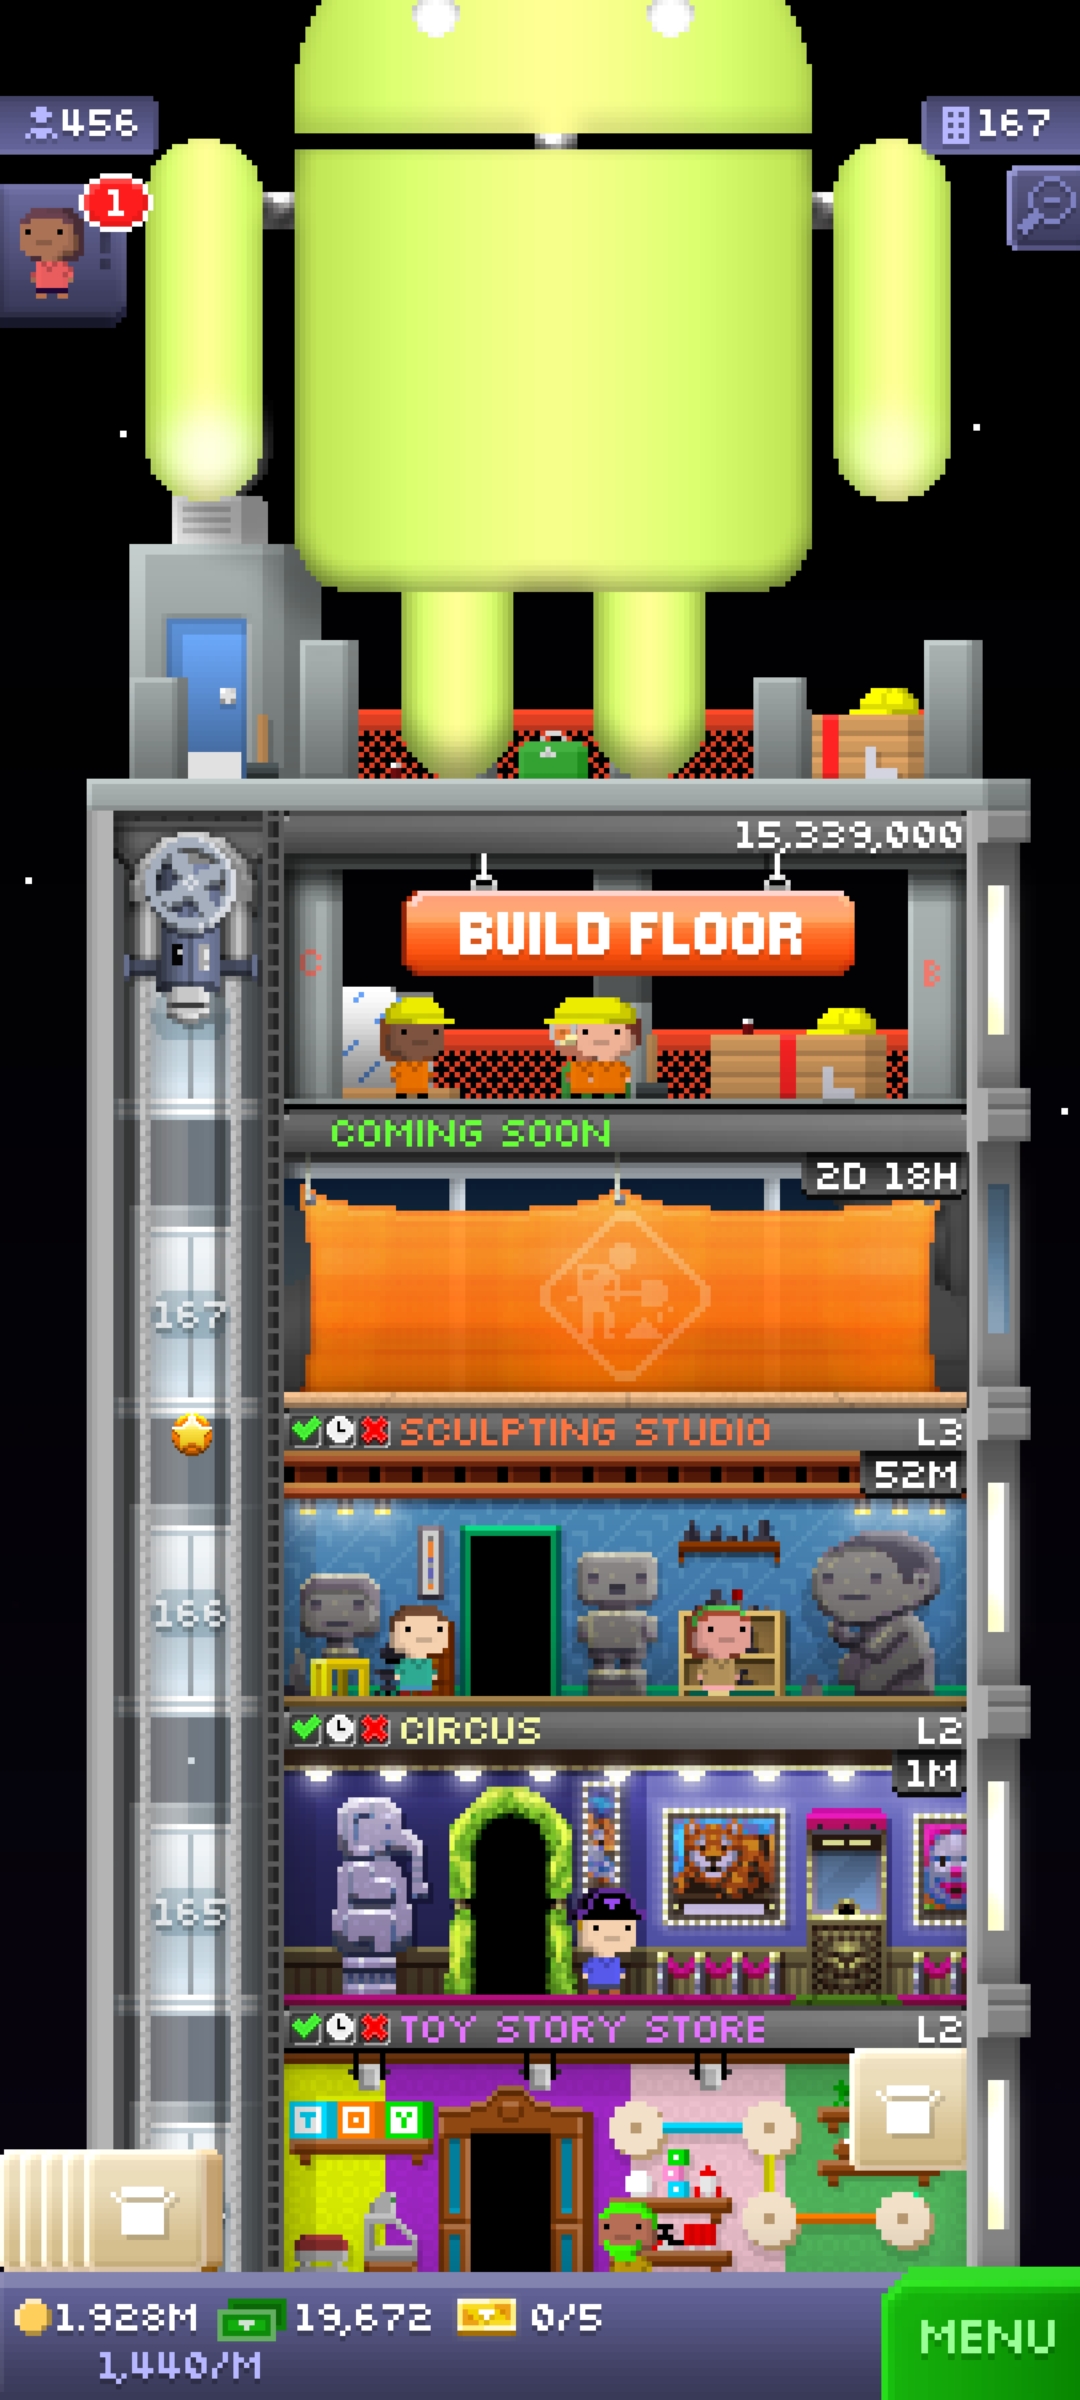 456
167
1
15,339,000
BUILD FLOOR
C
B
COMING SOON
2D 18H
167
SCULPTING STUDIO L3
52M
166
CIRCUS L2
1M
165
TOY STORY STORE L2
TOY
1.928M 19,672 0/5
1,440/M
MENU